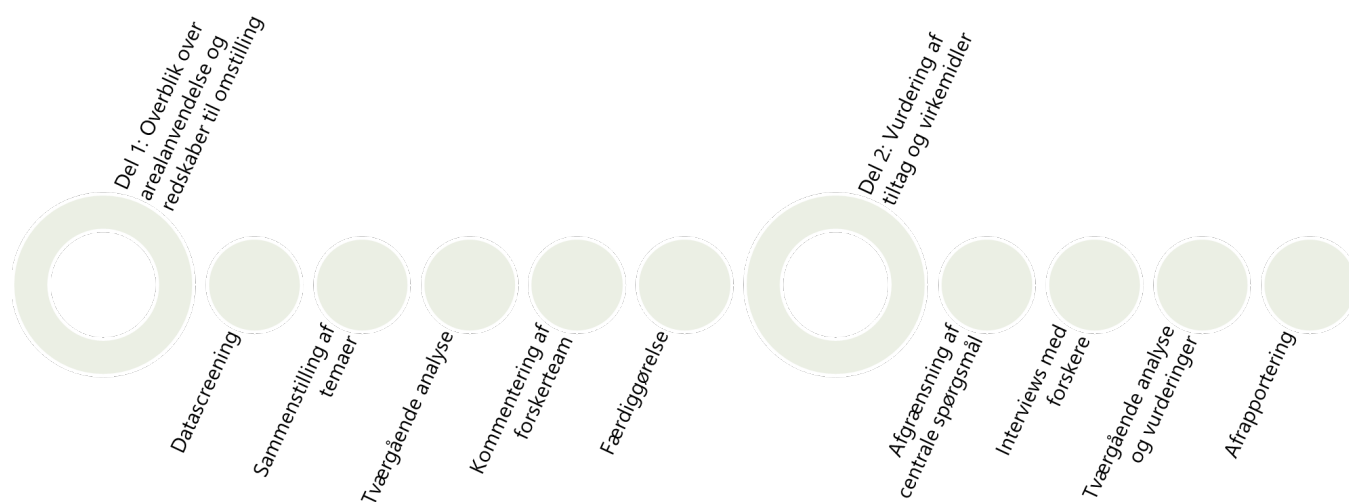 Del 1: Overblik over
arealanvendelse og
redskaber til omstilling
Datascreening
Sammenstilling af
temaer
Tværgående analyse
Kommentering af
forskerteam
Færdiggørelse
Del 2: Vurdering af
tiltag og virkemidler
Afgrænsning af
centrale spørgsmål
Interviews med
forskere
Tværgående analyse
og vurderinger
Afrapportering